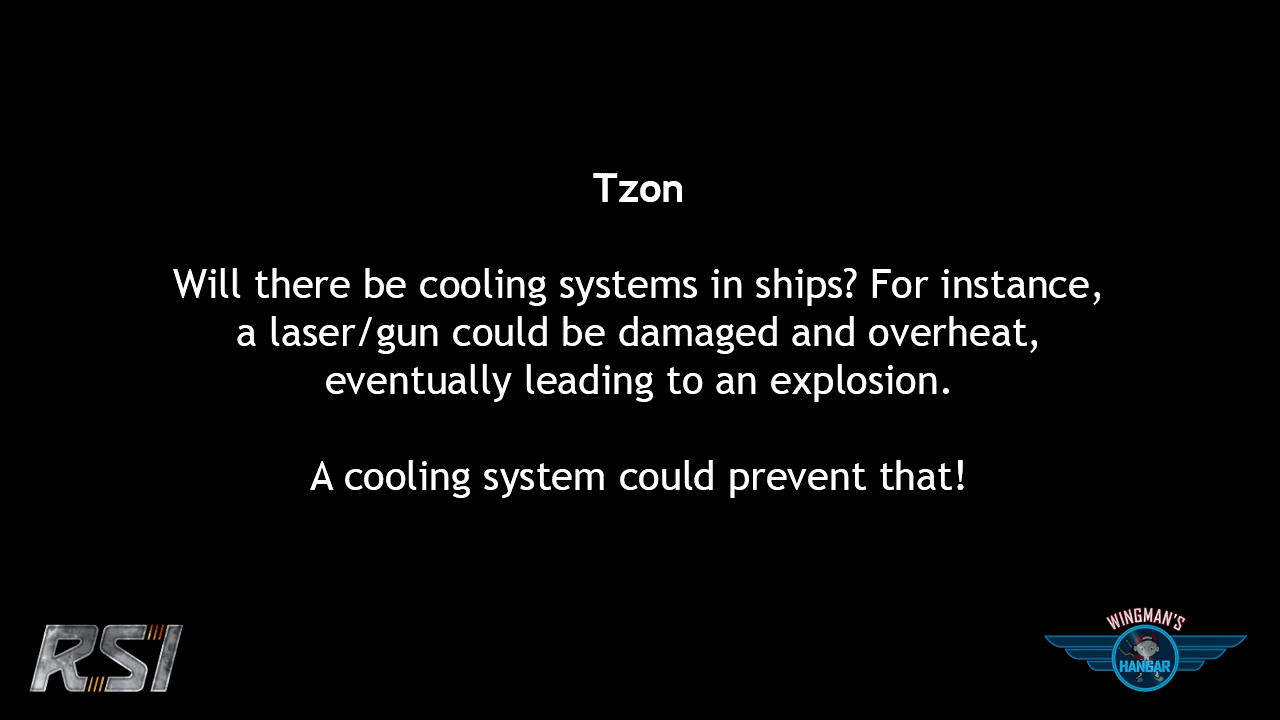 Tzon
Will there be cooling systems in ships? For instance,
a laser/gun could be damaged and overheat,
eventually leading to an explosion.
A cooling system could prevent that!
RSI
WINGMAN'S
HANGAR